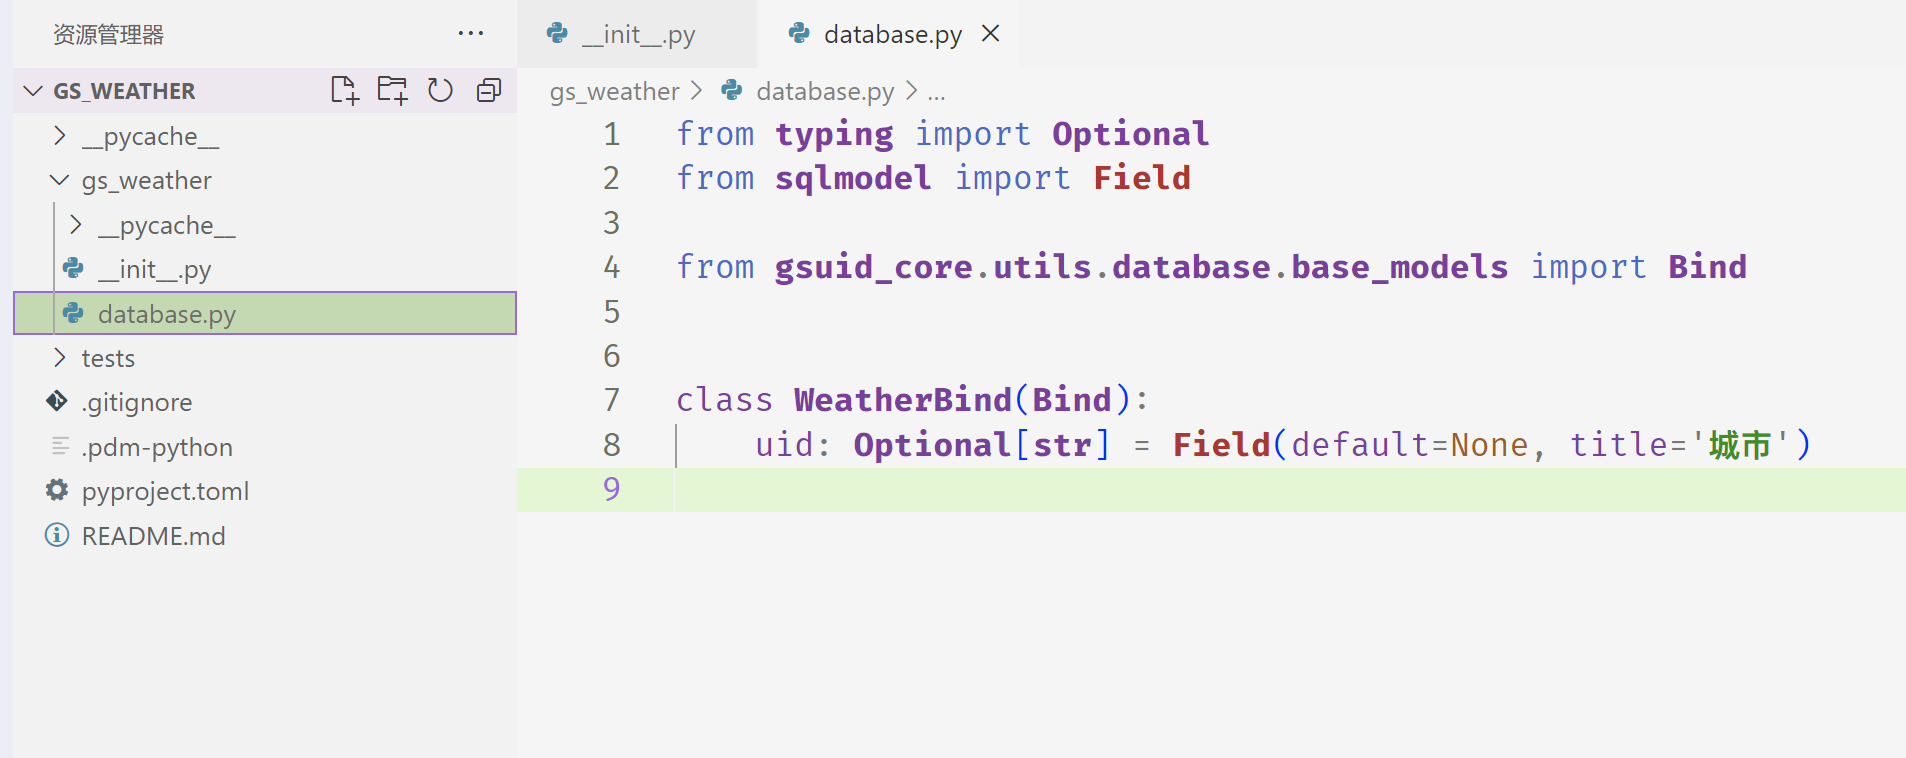 资源管理器 ···
GS_WEATHER
__pycache__
gs_weather
__pycache__
__init__.py
database.py
tests
.gitignore
.pdm-python
pyproject.toml
README.md
__init__.py
database.py
gs_weather > database.py > ...
1 from typing import Optional
2 from sqlmodel import Field
3
4 from gsuid_core.utils.database.base_models import Bind
5
6
7 class WeatherBind(Bind):
8     uid: Optional[str] = Field(default=None, title='城市')
9